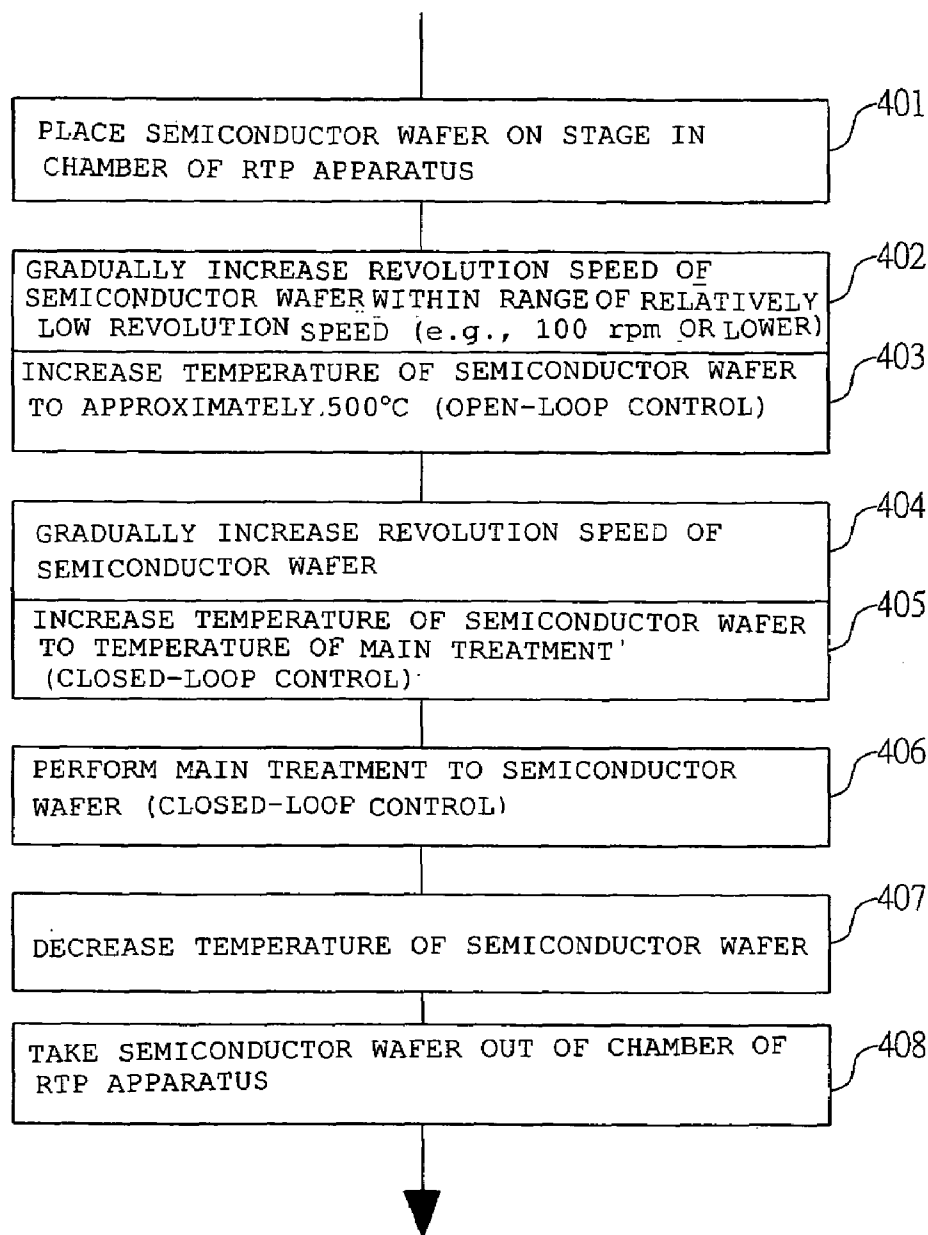 401
PLACE SEMICONDUCTOR WAFER ON STAGE IN
CHAMBER OF RTP APPARATUS
402
GRADUALLY INCREASE REVOLUTION SPEED OF
SEMICONDUCTOR WAFER WITHIN RANGE OF RELATIVELY
LOW REVOLUTION SPEED (e.g., 100 rpm OR LOWER)
403
INCREASE TEMPERATURE OF SEMICONDUCTOR WAFER
TO APPROXIMATELY 500°C (OPEN-LOOP CONTROL)
404
GRADUALLY INCREASE REVOLUTION SPEED OF
SEMICONDUCTOR WAFER
405
INCREASE TEMPERATURE OF SEMICONDUCTOR WAFER
TO TEMPERATURE OF MAIN TREATMENT
(CLOSED-LOOP CONTROL)
406
PERFORM MAIN TREATMENT TO SEMICONDUCTOR
WAFER (CLOSED-LOOP CONTROL)
407
DECREASE TEMPERATURE OF SEMICONDUCTOR WAFER
408
TAKE SEMICONDUCTOR WAFER OUT OF CHAMBER OF
RTP APPARATUS